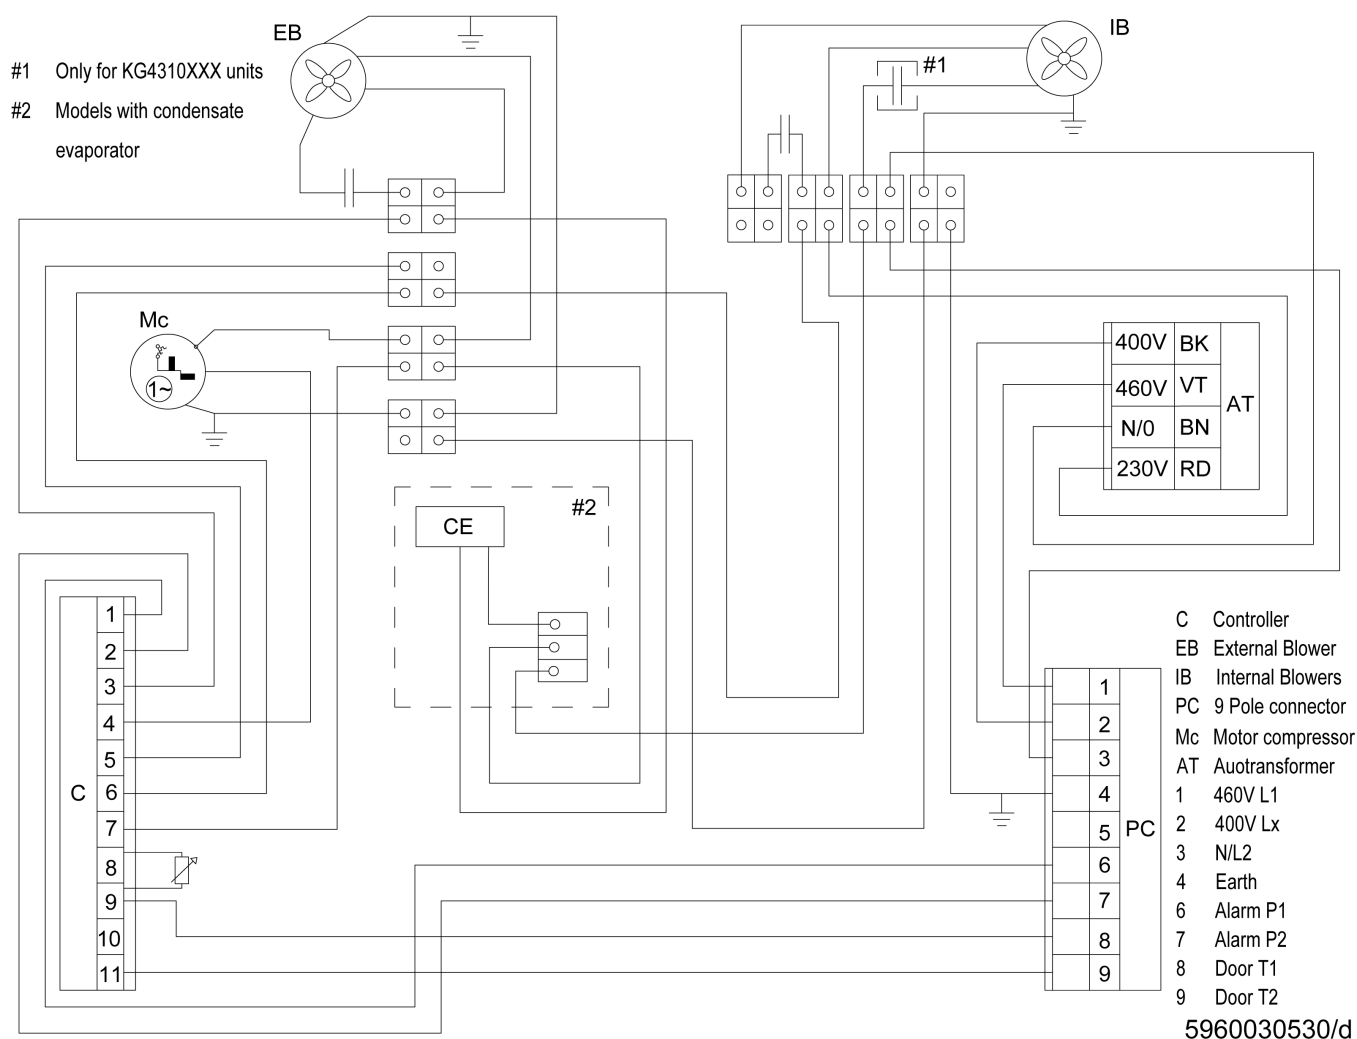 EB
IB
#1 Only for KG4310XXX units
#2 Models with condensate
evaporator
#1
Mc
1~
400V BK
460V VT
N/0 BN
230V RD
AT
#2
CE
C
1
2
3
4
5
6
7
8
9
10
11
1
2
3
4
5
6
7
8
9
PC
C Controller
EB External Blower
IB Internal Blowers
PC 9 Pole connector
Mc Motor compressor
AT Auotransformer
1 460V L1
2 400V Lx
3 N/L2
4 Earth
6 Alarm P1
7 Alarm P2
8 Door T1
9 Door T2
5960030530/d